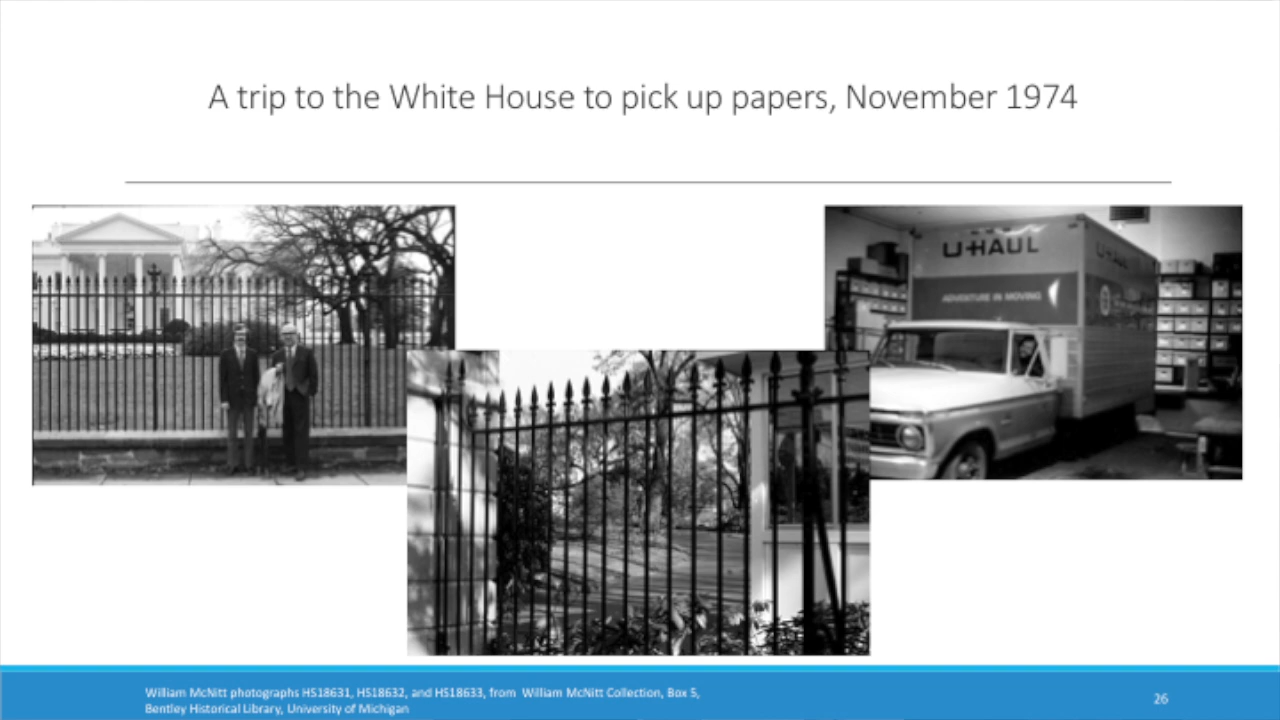 A trip to the White House to pick up papers, November 1974
U-HAUL
U-HAUL
ADVENTURE IN MOVING
William McNitt photographs HS18631, HS18632, and HS18633, from William McNitt Collection, Box 5,
Bentley Historical Library, University of Michigan
26